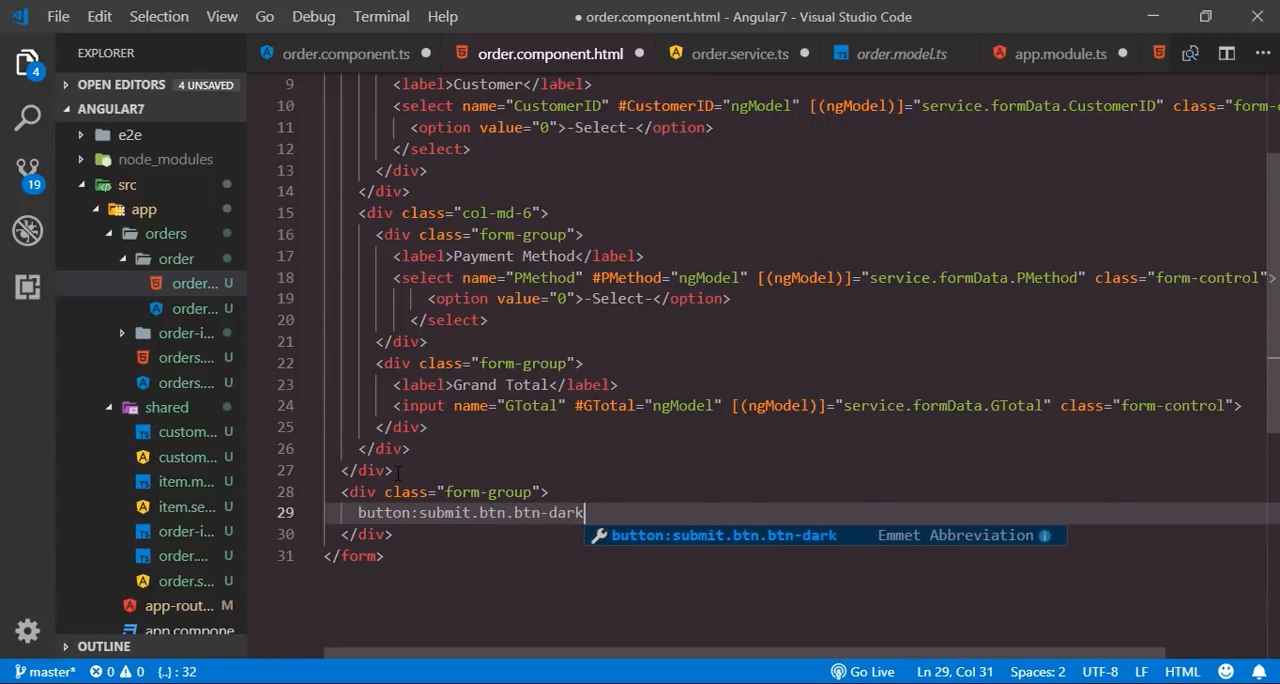 File Edit Selection View Go Debug Terminal Help
● order.component.html - Angular7 - Visual Studio Code
EXPLORER
order.component.ts
order.component.html
order.service.ts
order.model.ts
app.module.ts
4
19
OPEN EDITORS 4 UNSAVED
ANGULAR7
e2e
node_modules
src
app
orders
order
order... U
order... U
order-i...
orders.... U
orders.... U
shared
custom... U
custom... U
item.m... U
item.se... U
order-i... U
order.... U
order.s... U
app-rout... M
app.compone
OUTLINE
9 <label>Customer</label>
10 <select name="CustomerID" #CustomerID="ngModel" [(ngModel)]="service.formData.CustomerID" class="form-c
11 <option value="0">-Select-</option>
12 </select>
13 </div>
14 </div>
15 <div class="col-md-6">
16 <div class="form-group">
17 <label>Payment Method</label>
18 <select name="PMethod" #PMethod="ngModel" [(ngModel)]="service.formData.PMethod" class="form-control">
19 <option value="0">-Select-</option>
20 </select>
21 </div>
22 <div class="form-group">
23 <label>Grand Total</label>
24 <input name="GTotal" #GTotal="ngModel" [(ngModel)]="service.formData.GTotal" class="form-control">
25 </div>
26 </div>
27 </div>
28 <div class="form-group">
29 button:submit.btn.btn-dark
button:submit.btn.btn-dark Emmet Abbreviation
30 </div>
31 </form>
master* 0 0 {..} : 32
Go Live Ln 29, Col 31 Spaces: 2 UTF-8 LF HTML